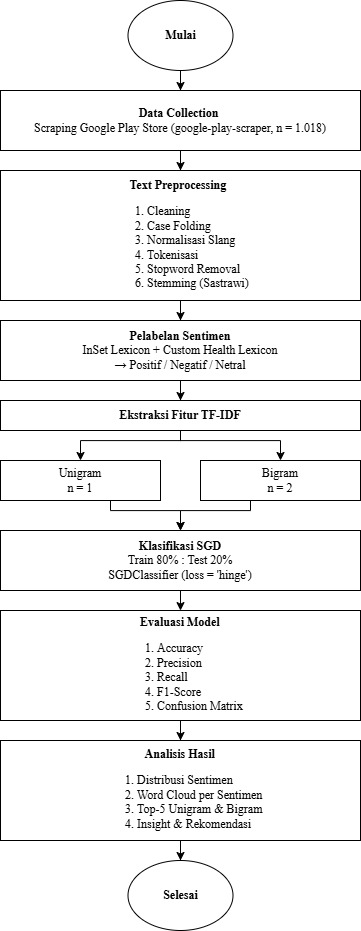 Mulai
Data Collection
Scraping Google Play Store (google-play-scraper, n = 1.018)
Text Preprocessing
1. Cleaning
2. Case Folding
3. Normalisasi Slang
4. Tokenisasi
5. Stopword Removal
6. Stemming (Sastrawi)
Pelabelan Sentimen
InSet Lexicon + Custom Health Lexicon
→ Positif / Negatif / Netral
Ekstraksi Fitur TF-IDF
Unigram
n = 1
Bigram
n = 2
Klasifikasi SGD
Train 80% : Test 20%
SGDClassifier (loss = 'hinge')
Evaluasi Model
1. Accuracy
2. Precision
3. Recall
4. F1-Score
5. Confusion Matrix
Analisis Hasil
1. Distribusi Sentimen
2. Word Cloud per Sentimen
3. Top-5 Unigram & Bigram
4. Insight & Rekomendasi
Selesai